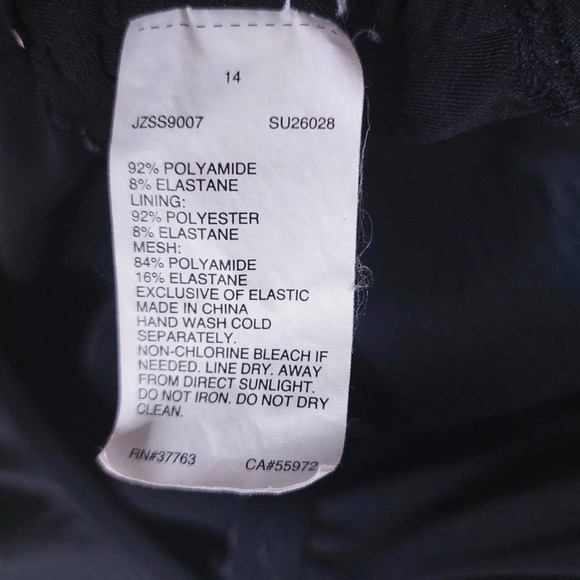 14
JZSS9007 SU26028
92% POLYAMIDE
8% ELASTANE
LINING:
92% POLYESTER
8% ELASTANE
MESH:
84% POLYAMIDE
16% ELASTANE
EXCLUSIVE OF ELASTIC
MADE IN CHINA
HAND WASH COLD
SEPARATELY.
NON-CHLORINE BLEACH IF
NEEDED. LINE DRY. AWAY
FROM DIRECT SUNLIGHT.
DO NOT IRON. DO NOT DRY
CLEAN.
RN#37763 CA#55972